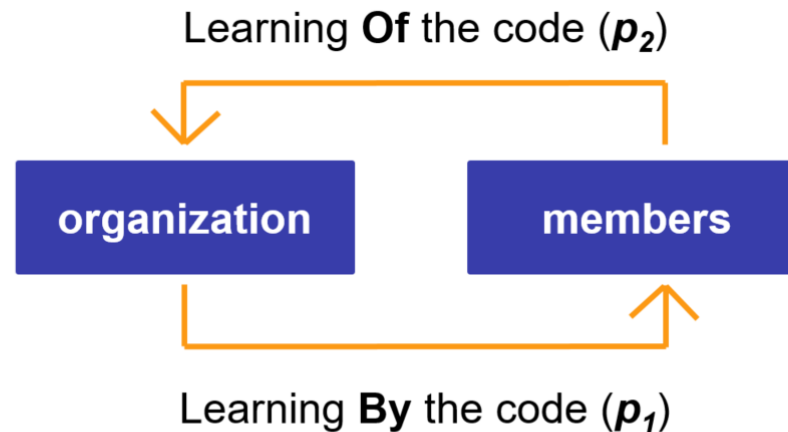 Learning Of the code (p2)
organization
members
Learning By the code (p1)